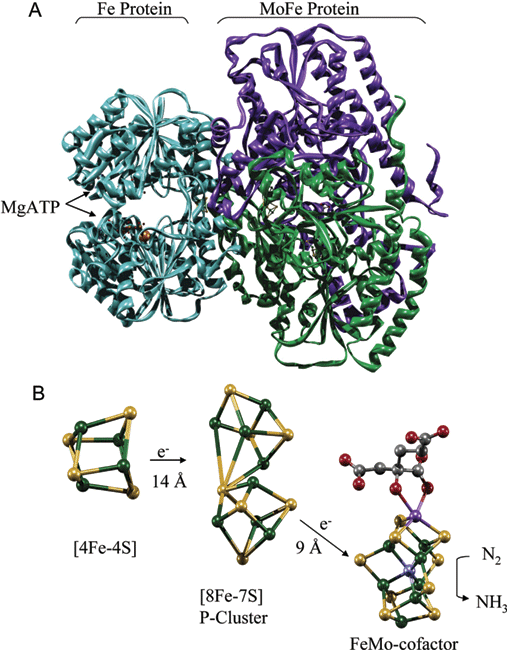 A
Fe Protein
MoFe Protein
MgATP
B
e-
14 Å
[4Fe-4S]
[8Fe-7S]
P-Cluster
e-
9 Å
N2
NH3
FeMo-cofactor